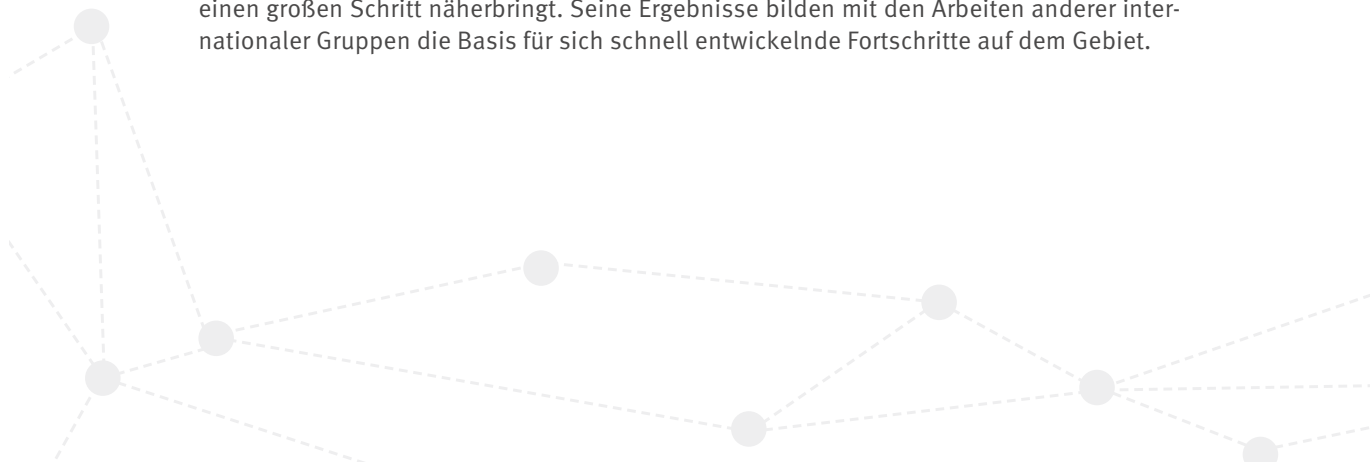 einen großen Schritt näherbringt. Seine Ergebnisse bilden mit den Arbeiten anderer inter-
nationaler Gruppen die Basis für sich schnell entwickelnde Fortschritte auf dem Gebiet.